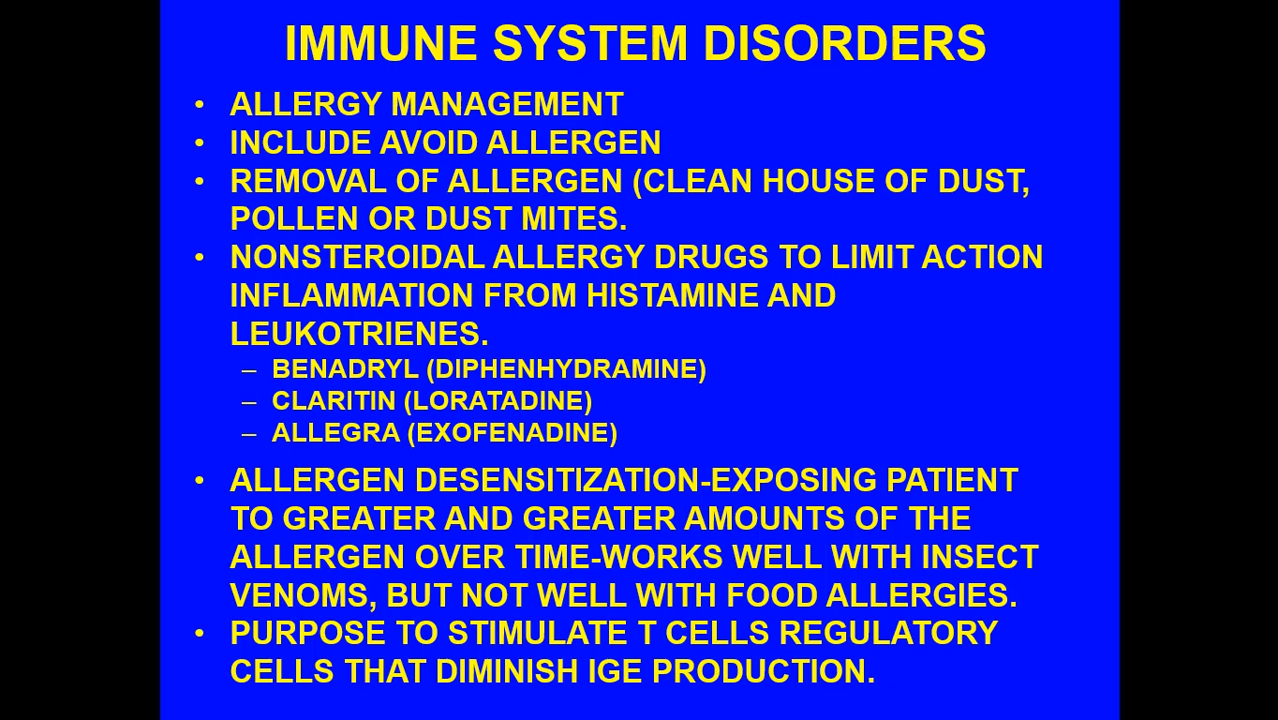 IMMUNE SYSTEM DISORDERS
• ALLERGY MANAGEMENT
• INCLUDE AVOID ALLERGEN
• REMOVAL OF ALLERGEN (CLEAN HOUSE OF DUST,
POLLEN OR DUST MITES.
• NONSTEROIDAL ALLERGY DRUGS TO LIMIT ACTION
INFLAMMATION FROM HISTAMINE AND
LEUKOTRIENES.
– BENADRYL (DIPHENHYDRAMINE)
– CLARITIN (LORATADINE)
– ALLEGRA (EXOFENADINE)
• ALLERGEN DESENSITIZATION-EXPOSING PATIENT
TO GREATER AND GREATER AMOUNTS OF THE
ALLERGEN OVER TIME-WORKS WELL WITH INSECT
VENOMS, BUT NOT WELL WITH FOOD ALLERGIES.
• PURPOSE TO STIMULATE T CELLS REGULATORY
CELLS THAT DIMINISH IGE PRODUCTION.